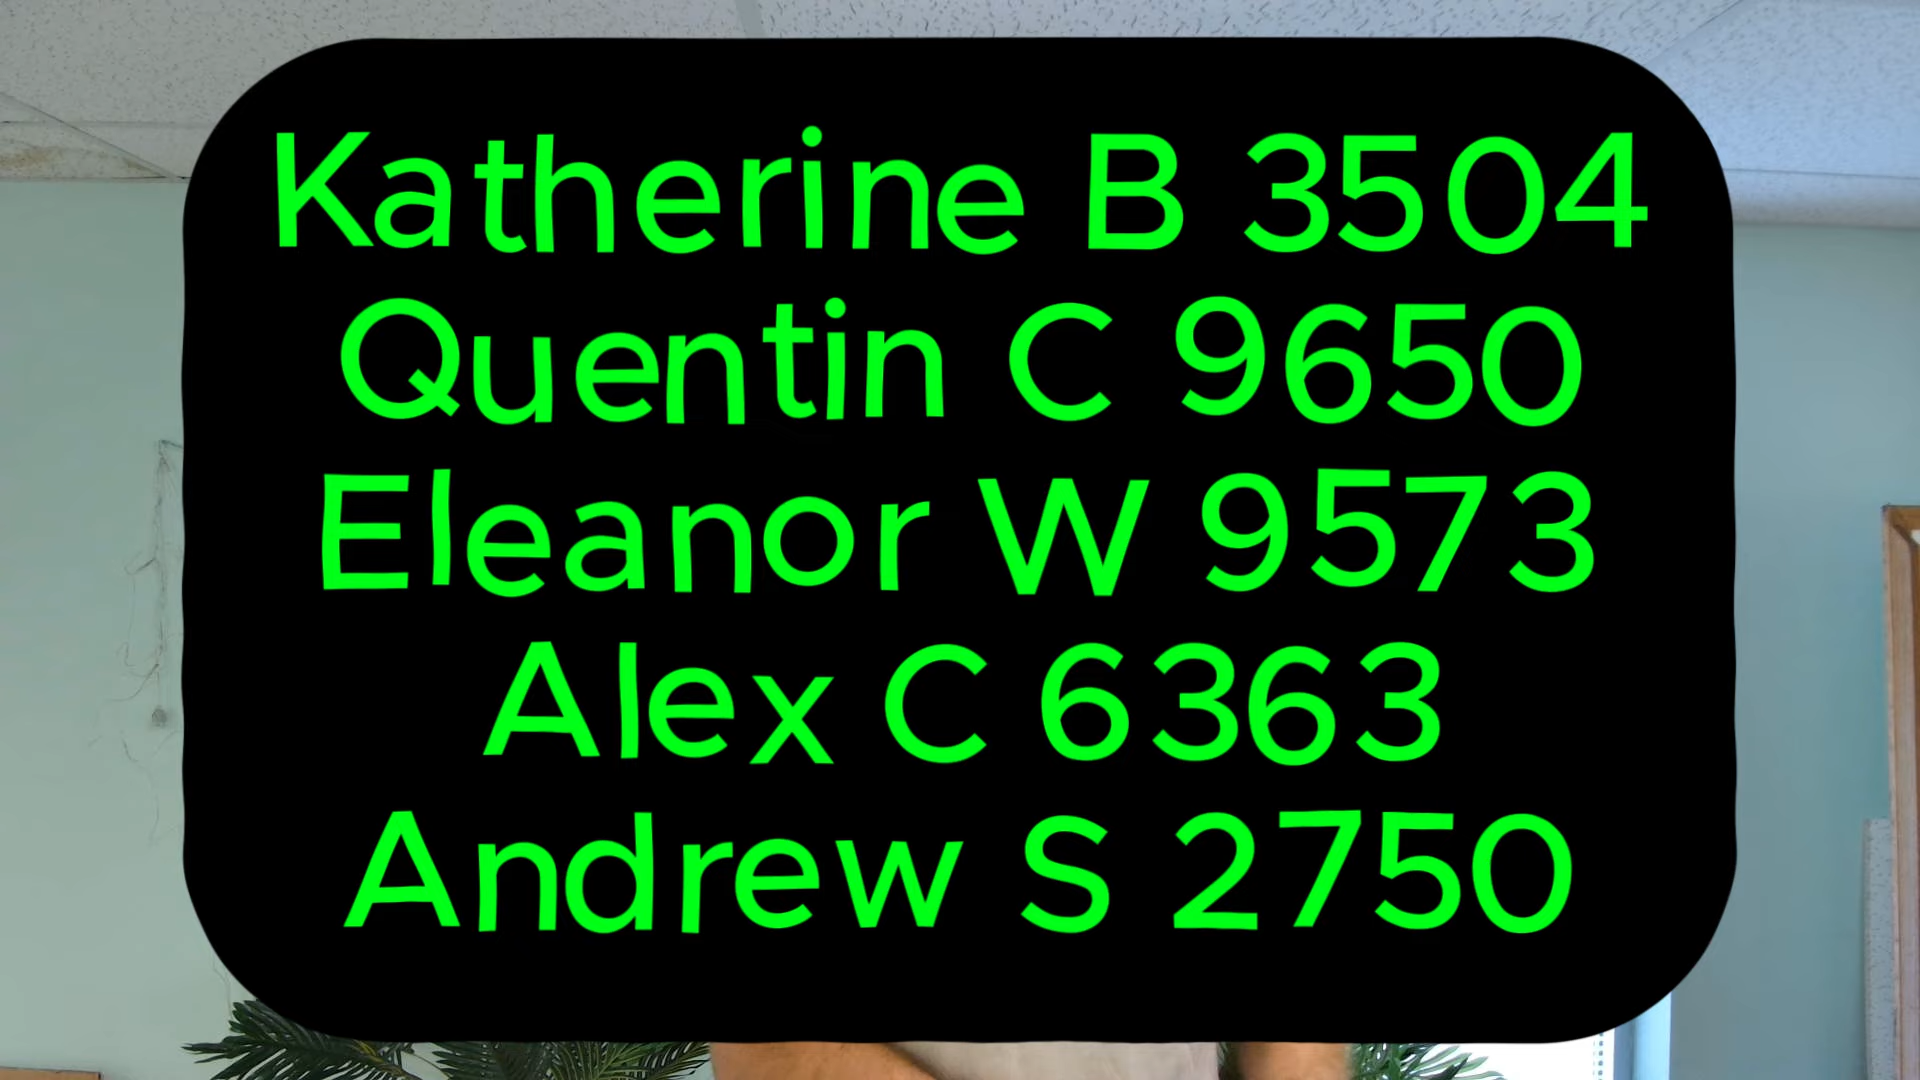 Katherine B 3504
Quentin C 9650
Eleanor W 9573
Alex C 6363
Andrew S 2750